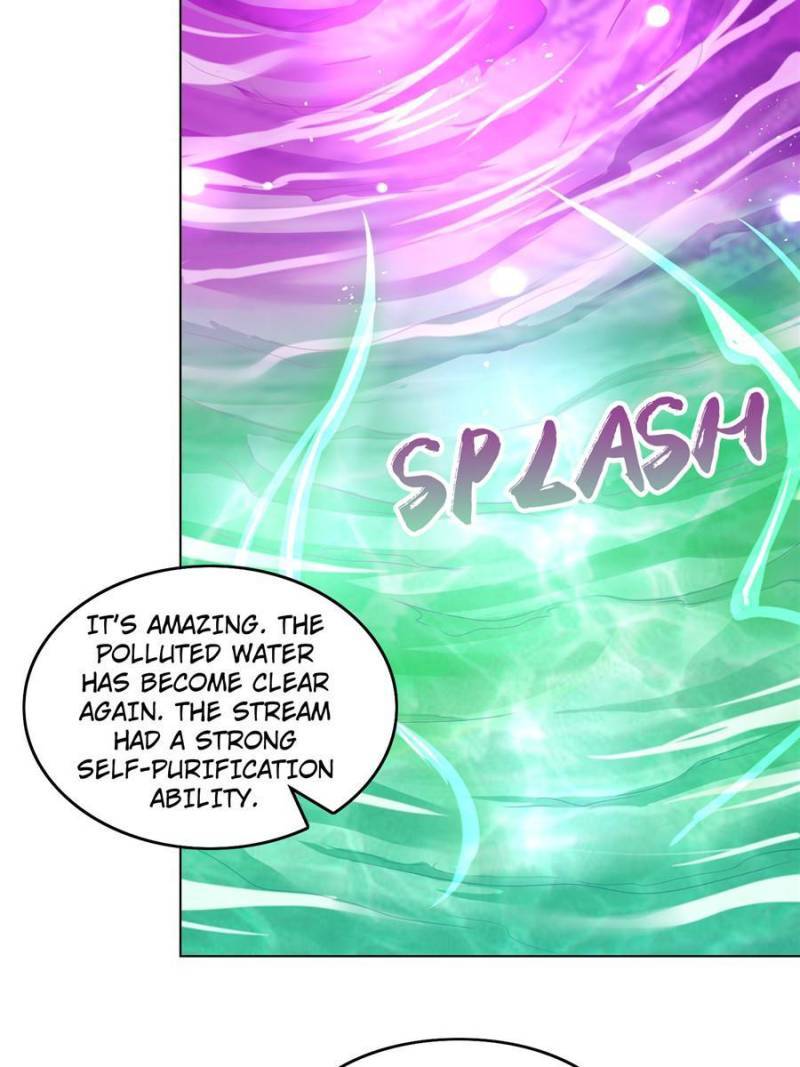 SPLASH
IT'S AMAZING. THE
POLLUTED WATER
HAS BECOME CLEAR
AGAIN. THE STREAM
HAD A STRONG
SELF-PURIFICATION
ABILITY.